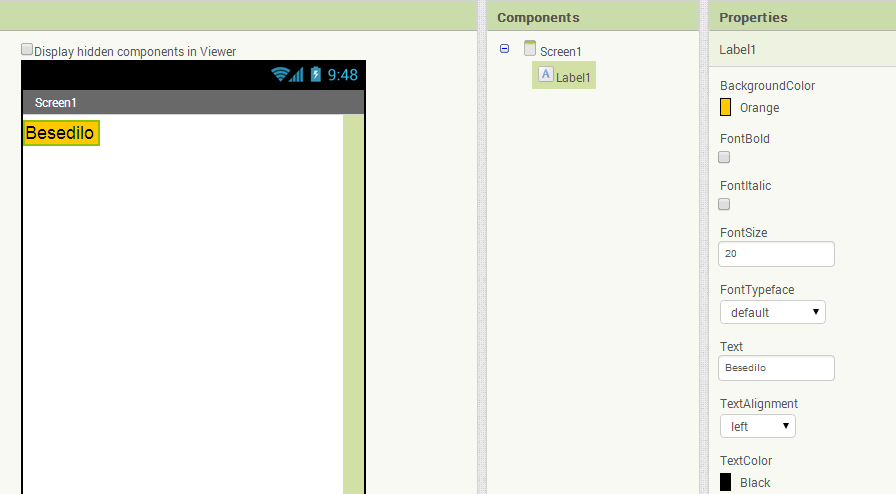 Display hidden components in Viewer
9:48
Screen1
Besedilo
Components
Screen1
A Label1
Properties
Label1
BackgroundColor
Orange
FontBold
FontItalic
FontSize
20
FontTypeface
default
Text
Besedilo
TextAlignment
left
TextColor
Black